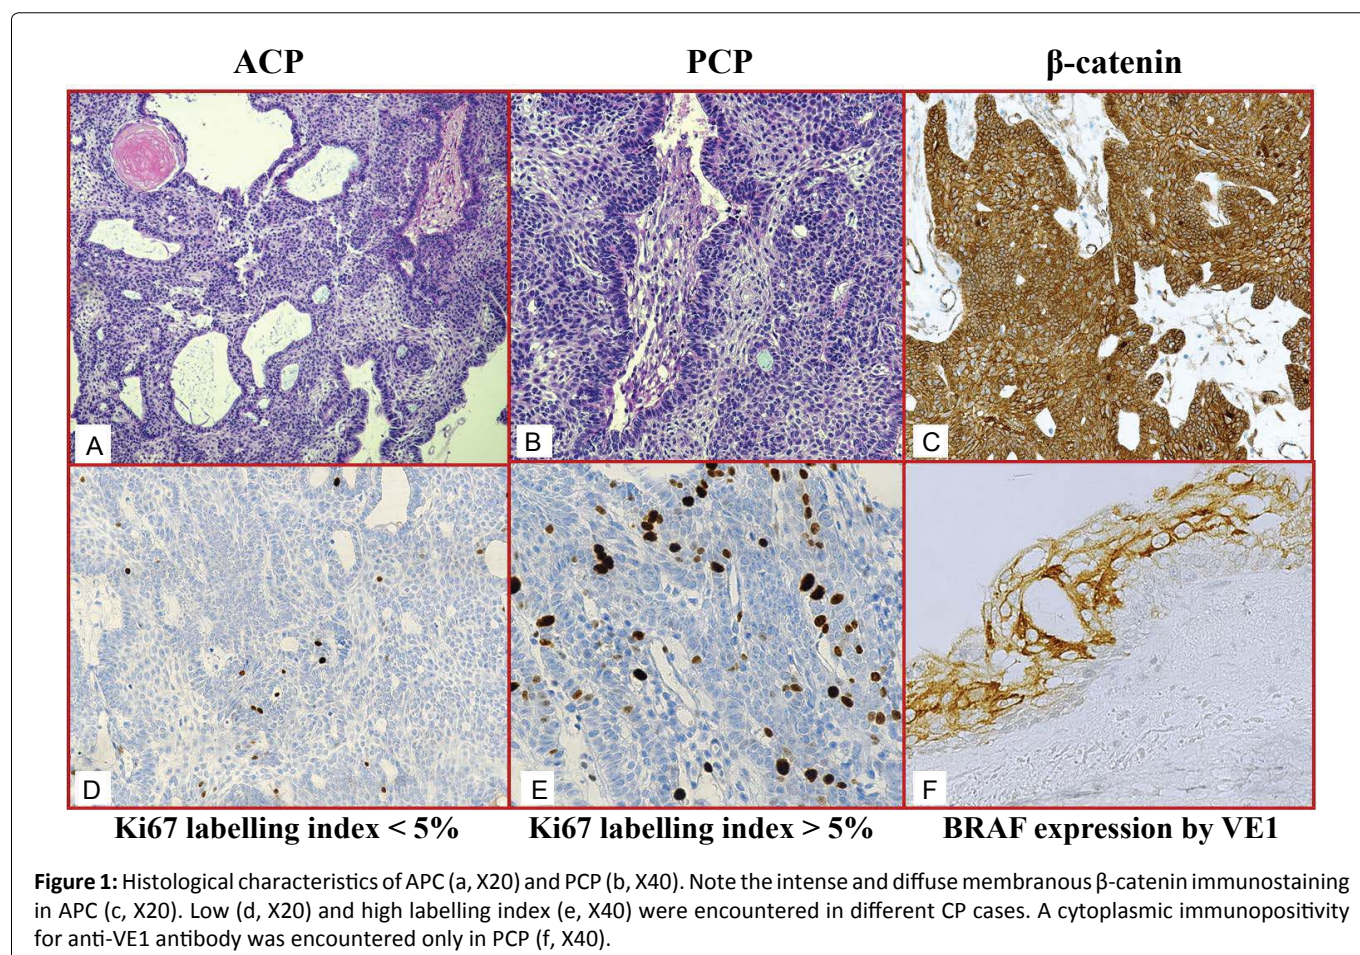 ACP PCP β-catenin
A B C
D E F
Ki67 labelling index < 5% Ki67 labelling index > 5% BRAF expression by VE1
Figure 1: Histological characteristics of APC (a, X20) and PCP (b, X40). Note the intense and diffuse membranous β-catenin immunostaining
in APC (c, X20). Low (d, X20) and high labelling index (e, X40) were encountered in different CP cases. A cytoplasmic immunopositivity
for anti-VE1 antibody was encountered only in PCP (f, X40).